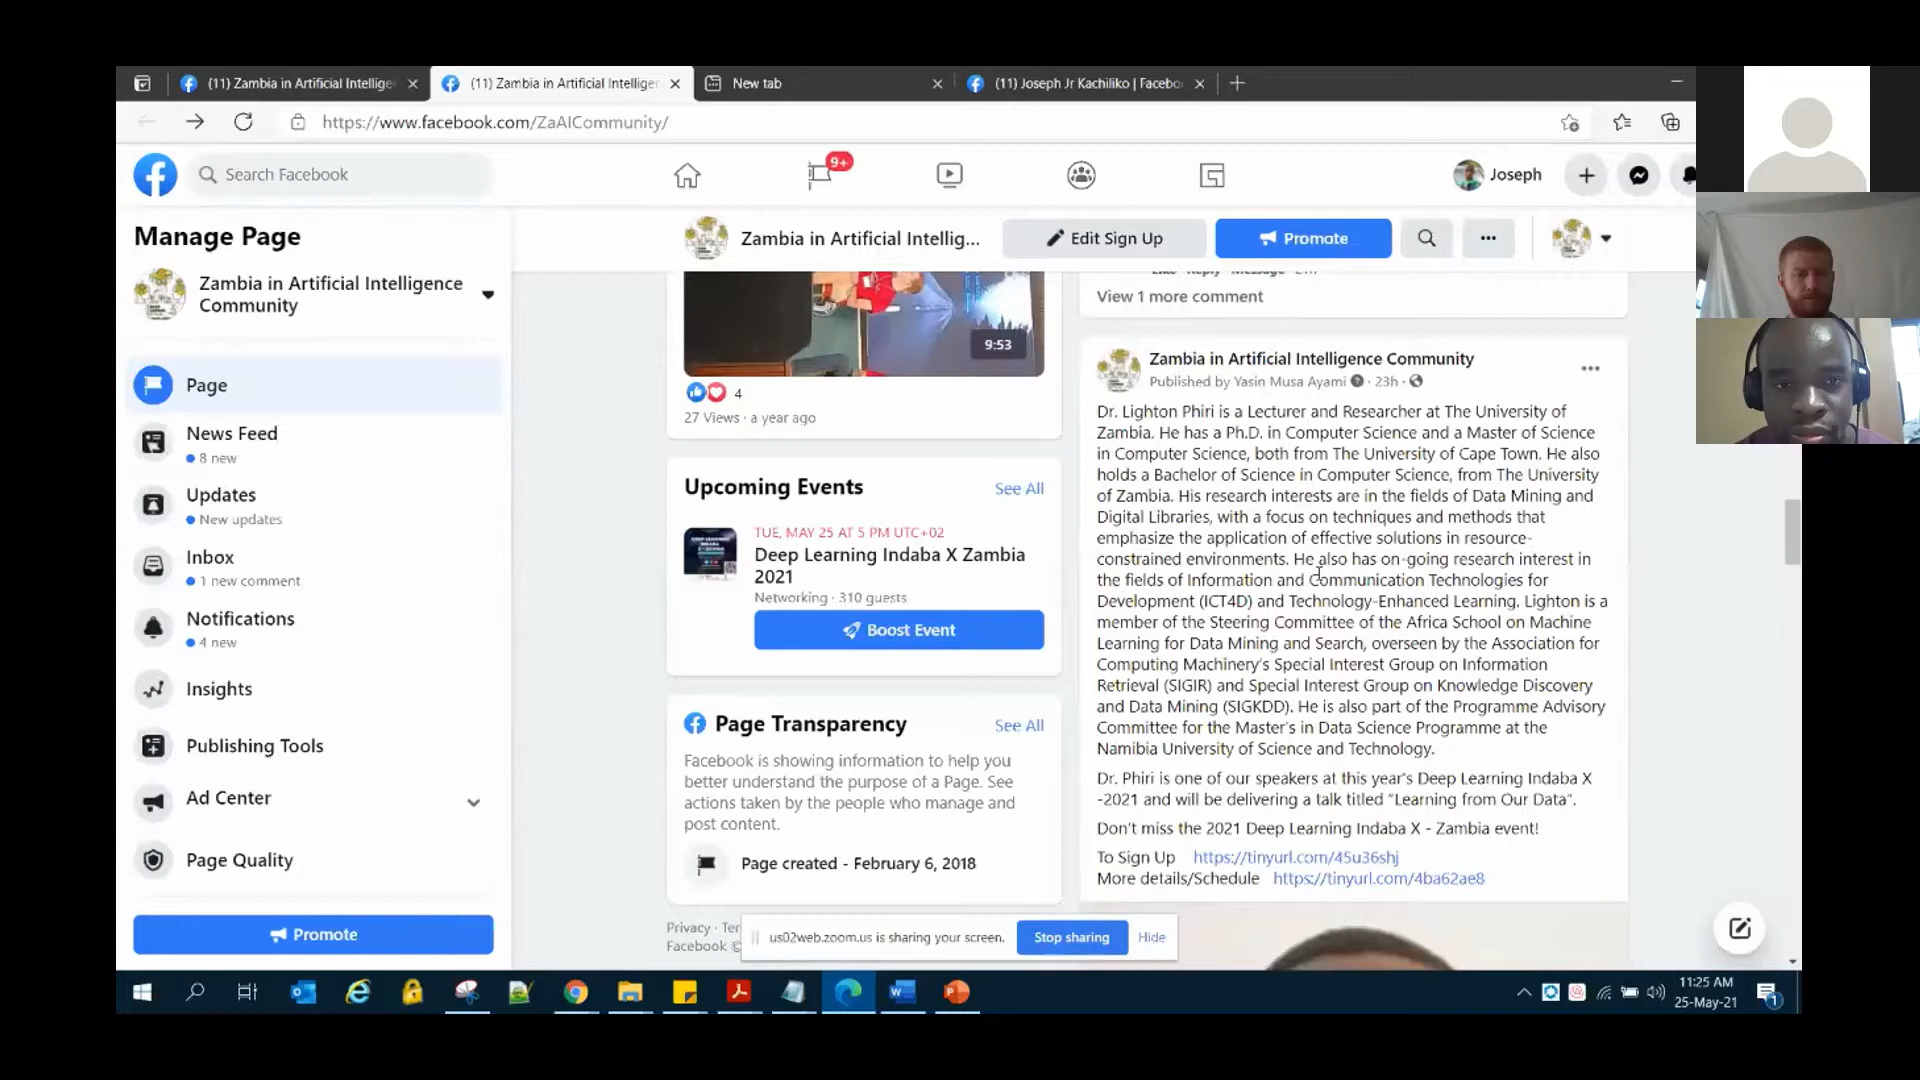 (11) Zambia in Artificial Intellige
(11) Zambia in Artificial Intelliger
New tab
(11) Joseph Jr Kachiliko | Facebo
https://www.facebook.com/ZaAICommunity/
Search Facebook
9+
Joseph
Manage Page
Zambia in Artificial Intellig...
Edit Sign Up
Promote
Zambia in Artificial Intelligence
Community
Page
News Feed
8 new
Updates
New updates
Inbox
1 new comment
Notifications
4 new
Insights
Publishing Tools
Ad Center
Page Quality
Promote
9:53
4
27 Views · a year ago
Upcoming Events
See All
TUE, MAY 25 AT 5 PM UTC+02
Deep Learning Indaba X Zambia
2021
Networking · 310 guests
Boost Event
Page Transparency
See All
Facebook is showing information to help you
better understand the purpose of a Page. See
actions taken by the people who manage and
post content.
Page created - February 6, 2018
Privacy · Ter
Facebook ©
View 1 more comment
Zambia in Artificial Intelligence Community
Published by Yasin Musa Ayami · 23h ·
Dr. Lighton Phiri is a Lecturer and Researcher at The University of
Zambia. He has a Ph.D. in Computer Science and a Master of Science
in Computer Science, both from The University of Cape Town. He also
holds a Bachelor of Science in Computer Science, from The University
of Zambia. His research interests are in the fields of Data Mining and
Digital Libraries, with a focus on techniques and methods that
emphasize the application of effective solutions in resource-
constrained environments. He also has on-going research interest in
the fields of Information and Communication Technologies for
Development (ICT4D) and Technology-Enhanced Learning. Lighton is a
member of the Steering Committee of the Africa School on Machine
Learning for Data Mining and Search, overseen by the Association for
Computing Machinery's Special Interest Group on Information
Retrieval (SIGIR) and Special Interest Group on Knowledge Discovery
and Data Mining (SIGKDD). He is also part of the Programme Advisory
Committee for the Master's in Data Science Programme at the
Namibia University of Science and Technology.
Dr. Phiri is one of our speakers at this year's Deep Learning Indaba X
-2021 and will be delivering a talk titled "Learning from Our Data".
Don't miss the 2021 Deep Learning Indaba X - Zambia event!
To Sign Up https://tinyurl.com/45u36shj
More details/Schedule https://tinyurl.com/4ba62ae8
us02web.zoom.us is sharing your screen.
Stop sharing
Hide
11:25 AM
25-May-21
1